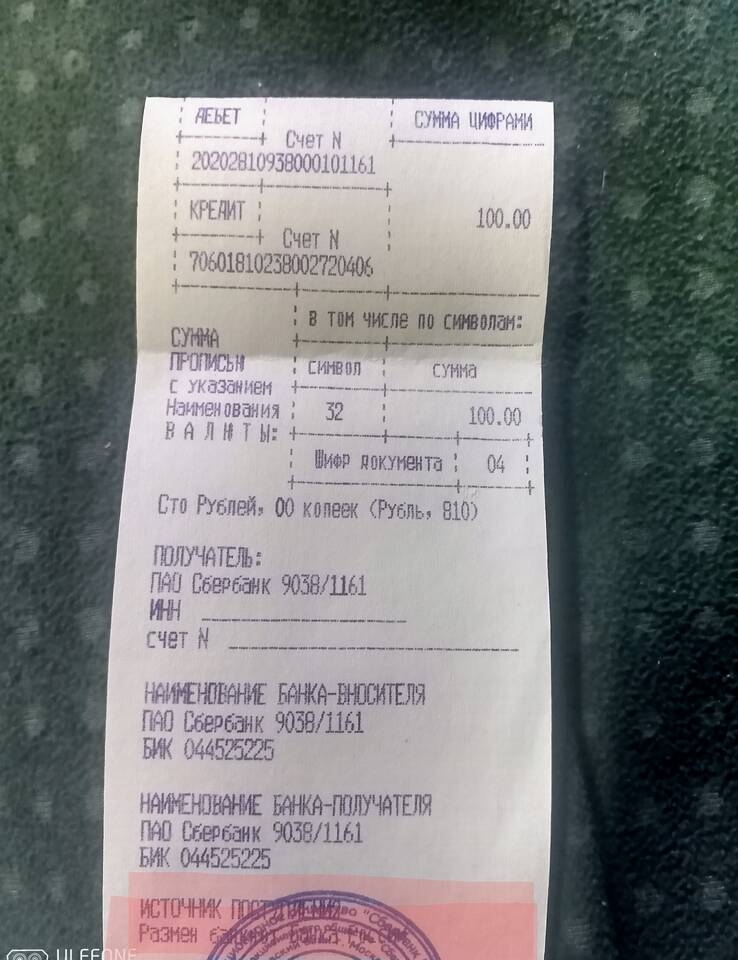 ДЕБЕТ СУММА ЦИФРАМИ
Счет N
20202810938000101161
КРЕДИТ 100.00
Счет N
70601810238002720406
В том числе по символам:
СУММА
ПРОПИСЬЮ символ сумма
с указанием
Наименования 32 100.00
ВАЛЮТЫ:
Шифр документа 04
Сто Рублей, 00 копеек (Рубль, 810)
ПОЛУЧАТЕЛЬ:
ПАО Сбербанк 9038/1161
ИНН
счет N
НАИМЕНОВАНИЕ БАНКА-ВНОСИТЕЛЯ
ПАО Сбербанк 9038/1161
БИК 044525225
НАИМЕНОВАНИЕ БАНКА-ПОЛУЧАТЕЛЯ
ПАО Сбербанк 9038/1161
БИК 044525225
ИСТОЧНИК ПОСТУПЛЕНИЯ
Размен банкнот банка
ULEFONE